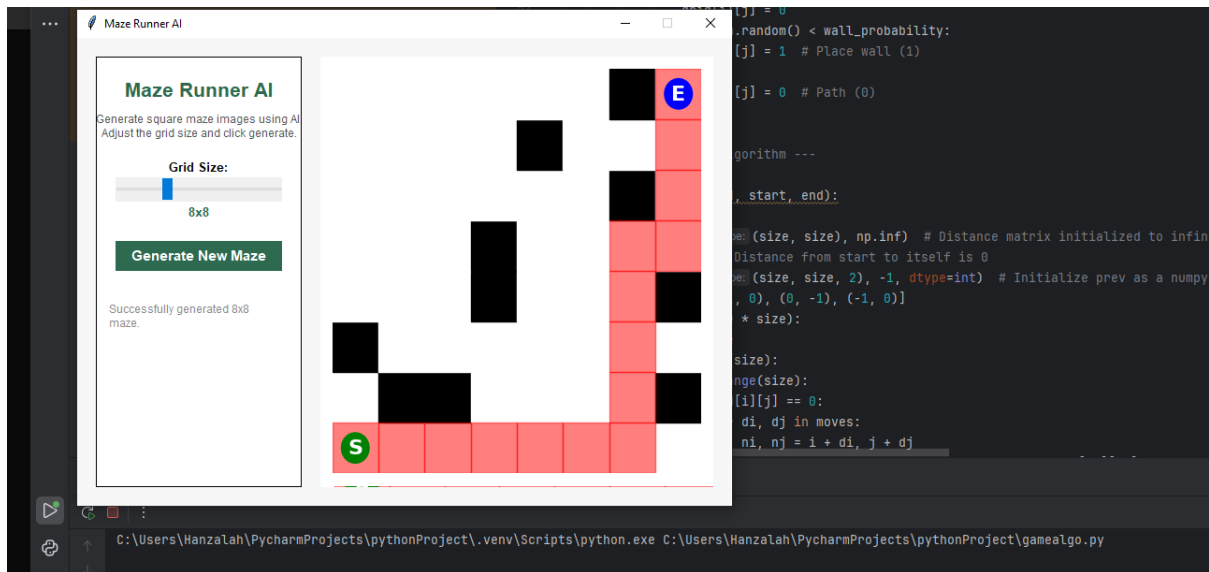 Maze Runner AI
Maze Runner AI
Generate square maze images using AI
Adjust the grid size and click generate.
Grid Size:
8x8
Generate New Maze
Successfully generated 8x8
maze.
E
S
[j] = 0
.random() < wall_probability:
[j] = 1  # Place wall (1)
[j] = 0  # Path (0)
gorithm ---
, start, end):
pe: (size, size), np.inf)  # Distance matrix initialized to infin
Distance from start to itself is 0
pe: (size, size, 2), -1, dtype=int)  # Initialize prev as a numpy
, 0), (0, -1), (-1, 0)]
* size):
size):
nge(size):
[i][j] == 0:
di, dj in moves:
ni, nj = i + di, j + dj
C:\Users\Hanzalah\PycharmProjects\pythonProject\.venv\Scripts\python.exe C:\Users\Hanzalah\PycharmProjects\pythonProject\gamealgo.py